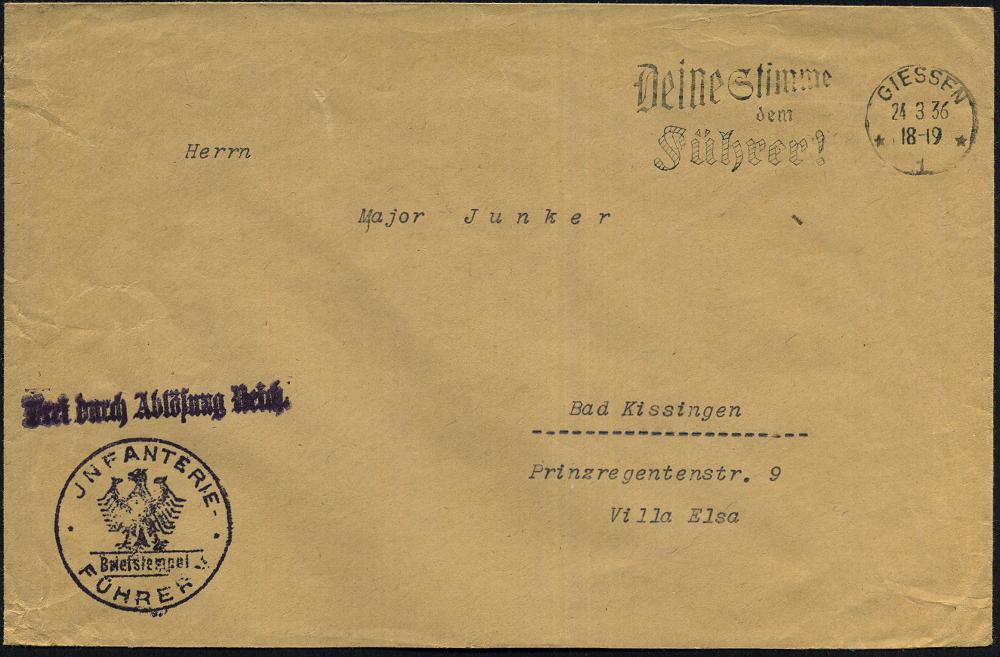 Deine Stimme
dem
Führer!
GIESSEN
24 3 36
18-19
1
Herrn
Major Junker
Frei durch Ablösung Reich.
Bad Kissingen
Prinzregentenstr. 9
Villa Elsa
JNFANTERIE-
Briefstempel
FÜHRER